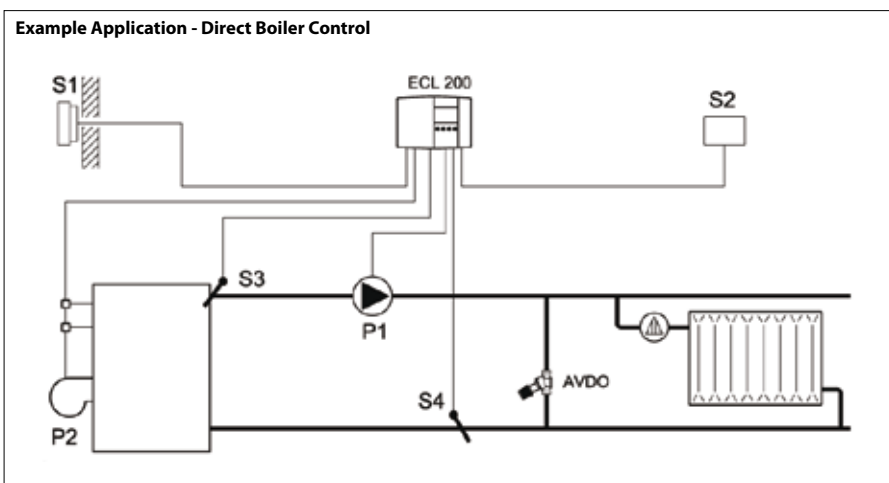 Example Application - Direct Boiler Control
S1
ECL 200
S2
S3
P1
AVDO
S4
P2